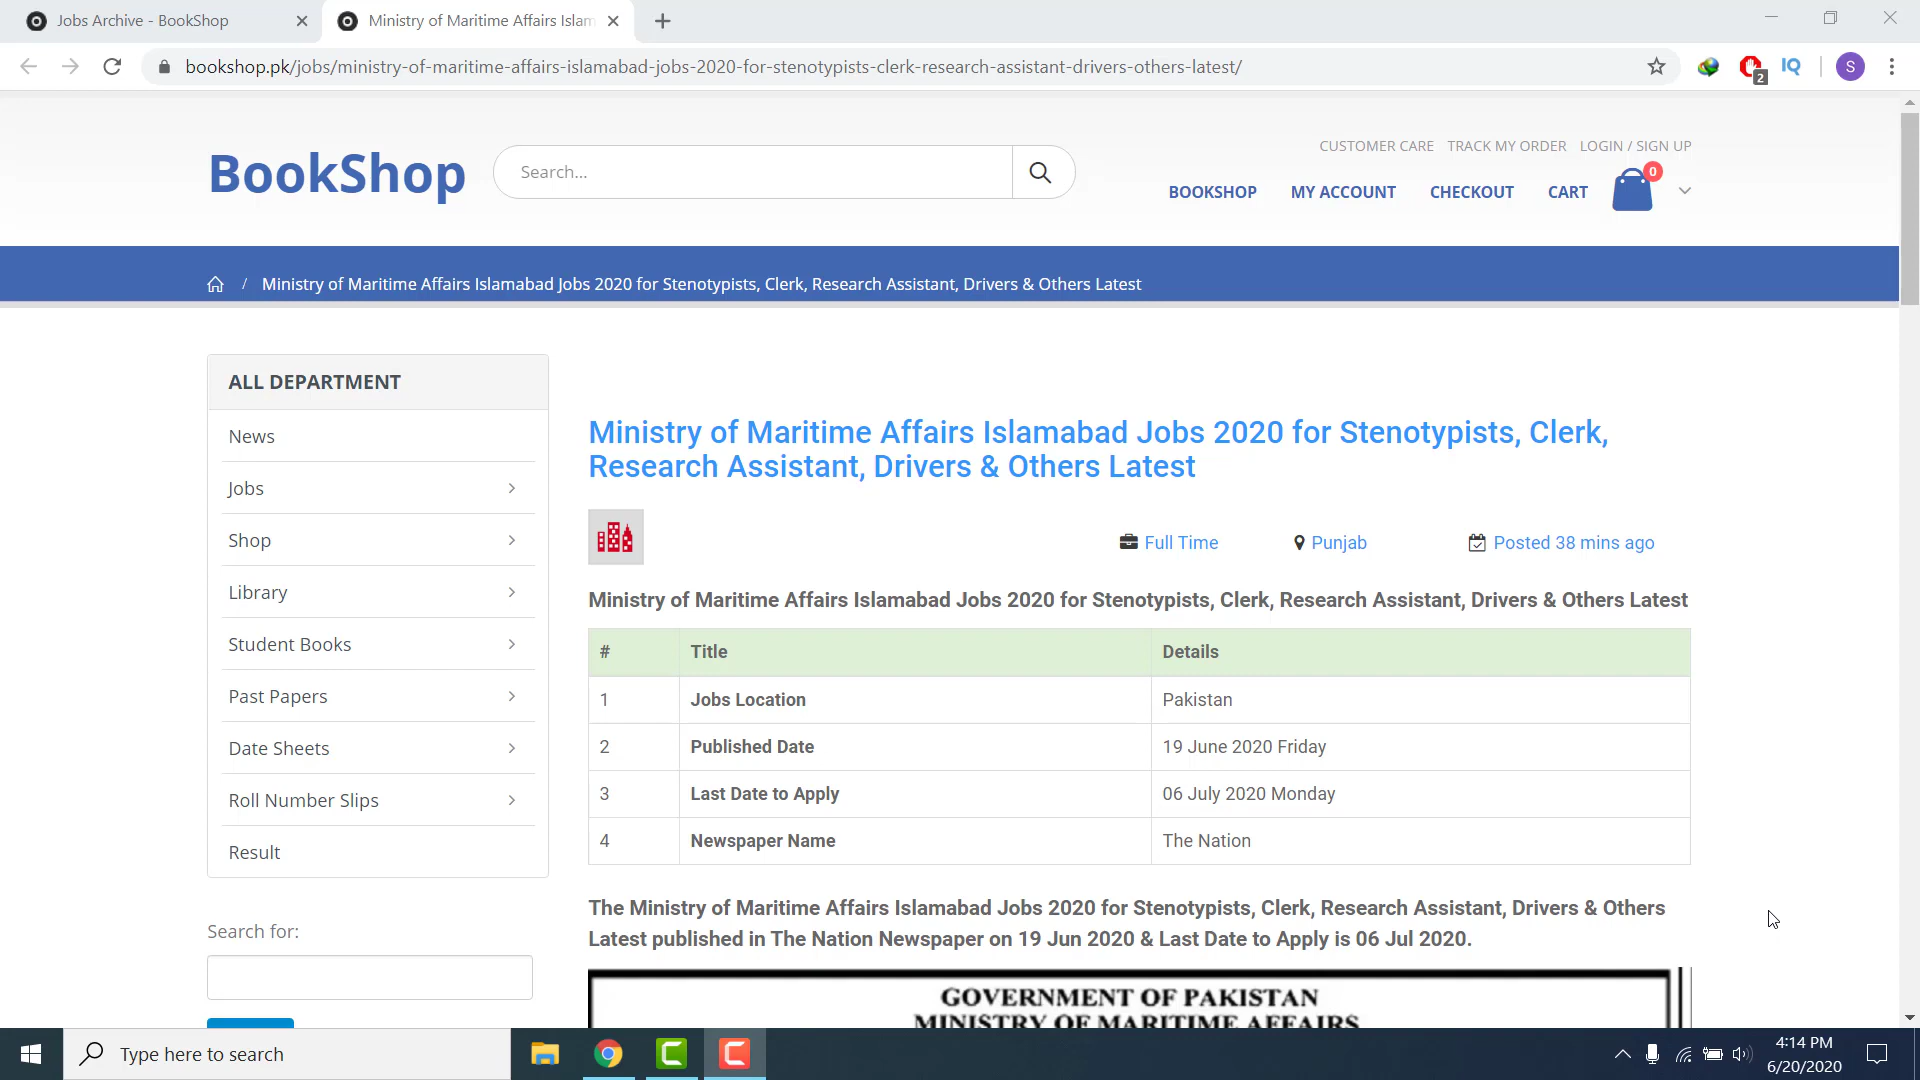 Jobs Archive - BookShop
Ministry of Maritime Affairs Islam
bookshop.pk/jobs/ministry-of-maritime-affairs-islamabad-jobs-2020-for-stenotypists-clerk-research-assistant-drivers-others-latest/
2
IQ
S
BookShop
Search...
CUSTOMER CARE TRACK MY ORDER LOGIN / SIGN UP
BOOKSHOP MY ACCOUNT CHECKOUT CART 0
/ Ministry of Maritime Affairs Islamabad Jobs 2020 for Stenotypists, Clerk, Research Assistant, Drivers & Others Latest
ALL DEPARTMENT
News
Jobs
Shop
Library
Student Books
Past Papers
Date Sheets
Roll Number Slips
Result
Search for:
Ministry of Maritime Affairs Islamabad Jobs 2020 for Stenotypists, Clerk,
Research Assistant, Drivers & Others Latest
Full Time Punjab Posted 38 mins ago
Ministry of Maritime Affairs Islamabad Jobs 2020 for Stenotypists, Clerk, Research Assistant, Drivers & Others Latest
# Title Details
1 Jobs Location Pakistan
2 Published Date 19 June 2020 Friday
3 Last Date to Apply 06 July 2020 Monday
4 Newspaper Name The Nation
The Ministry of Maritime Affairs Islamabad Jobs 2020 for Stenotypists, Clerk, Research Assistant, Drivers & Others
Latest published in The Nation Newspaper on 19 Jun 2020 & Last Date to Apply is 06 Jul 2020.
GOVERNMENT OF PAKISTAN
MINISTRY OF MARITIME AFFAIRS
Type here to search
4:14 PM
6/20/2020